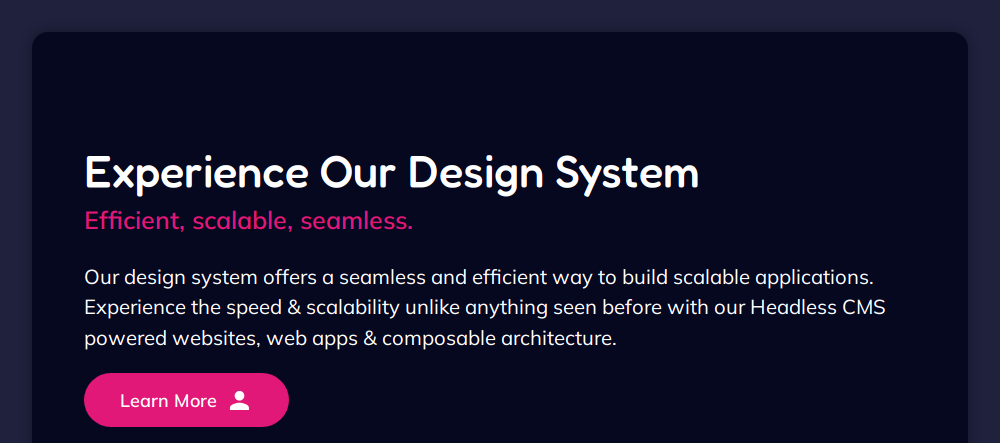 Experience Our Design System
Efficient, scalable, seamless.
Our design system offers a seamless and efficient way to build scalable applications.
Experience the speed & scalability unlike anything seen before with our Headless CMS
powered websites, web apps & composable architecture.
Learn More